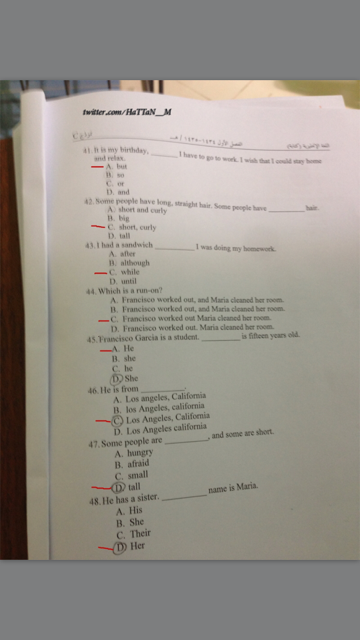 twitter.com/HaTTaN__M
41. It is my birthday, ______ I have to go to work. I wish that I could stay home
and relax.
A. but
B. so
C. or
D. and
42. Some people have long, straight hair. Some people have __________ hair.
A. short and curly
B. big
C. short, curly
D. tall
43. I had a sandwich __________ I was doing my homework.
A. after
B. although
C. while
D. until
44. Which is a run-on?
A. Francisco worked out, and Maria cleaned her room.
B. Francisco worked out, Maria cleaned her room.
C. Francisco worked out Maria cleaned her room.
D. Francisco worked out. Maria cleaned her room.
45. Francisco Garcia is a student. __________ is fifteen years old.
A. He
B. she
C. he
D. She
46. He is from __________.
A. Los angeles, California
B. los Angeles, california
C. Los Angeles, California
D. Los Angeles california
47. Some people are __________, and some are short.
A. hungry
B. afraid
C. small
D. tall
48. He has a sister. __________ name is Maria.
A. His
B. She
C. Their
D. Her